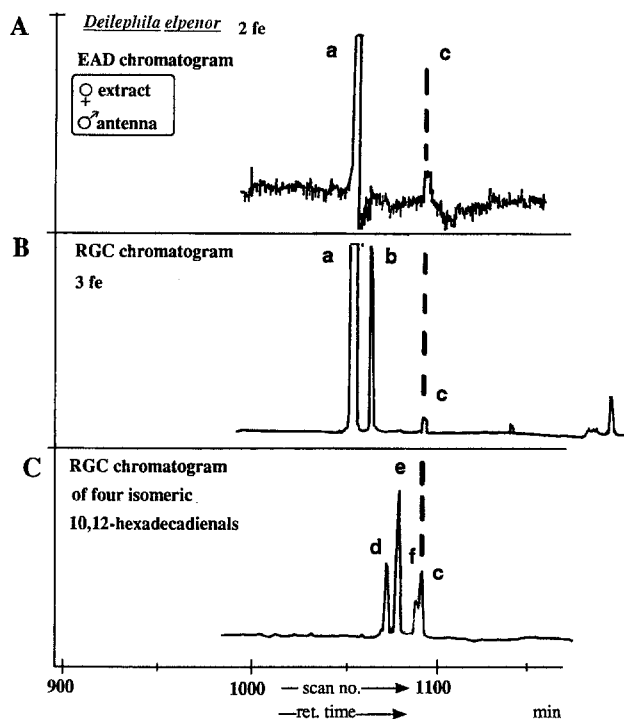 A
Deilephila elpenor 2 fe
EAD chromatogram
♀ extract
♂ antenna
a
c
B
RGC chromatogram
3 fe
a
b
c
C
RGC chromatogram
of four isomeric
10,12-hexadecadienals
d
e
f
c
900
1000
1100
scan no.
ret. time
min